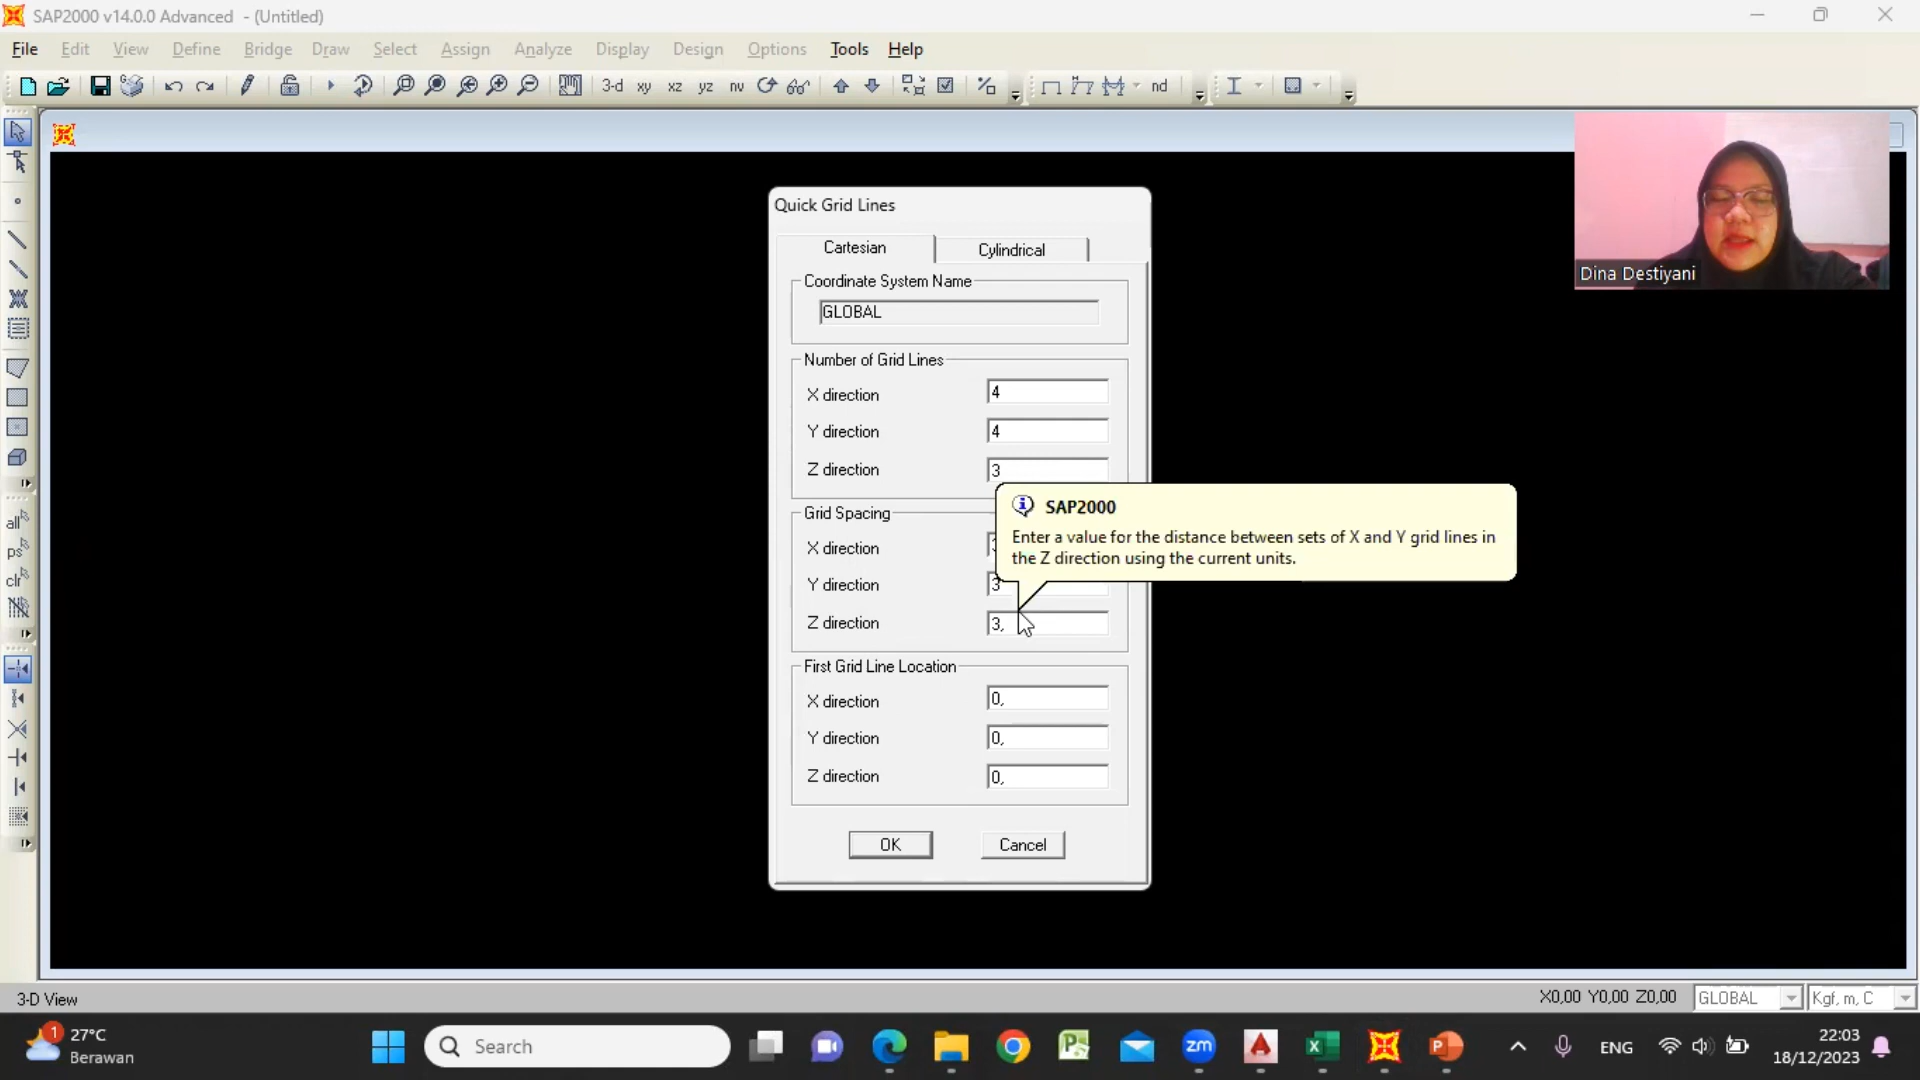 SAP2000 v14.0.0 Advanced - (Untitled)
File Edit View Define Bridge Draw Select Assign Analyze Display Design Options Tools Help
3-d xy xz yz nv nd
Dina Destiyani
Quick Grid Lines
Cartesian Cylindrical
Coordinate System Name
GLOBAL
Number of Grid Lines
X direction 4
Y direction 4
Z direction 3
SAP2000
Enter a value for the distance between sets of X and Y grid lines in
the Z direction using the current units.
Grid Spacing
X direction
Y direction 3
Z direction 3,
First Grid Line Location
X direction 0,
Y direction 0,
Z direction 0,
OK Cancel
all
ps
clr
3-D View X0,00 Y0,00 Z0,00 GLOBAL Kgf, m, C
1
27°C
Berawan
Search
zm
ENG
22:03
18/12/2023